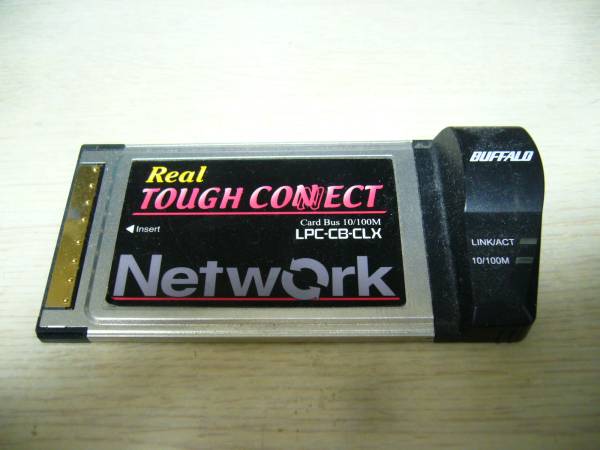 Real
TOUGH CONNECT
Card Bus 10/100M
LPC-CB-CLX
Insert
Network
BUFFALO
LINK/ACT
10/100M